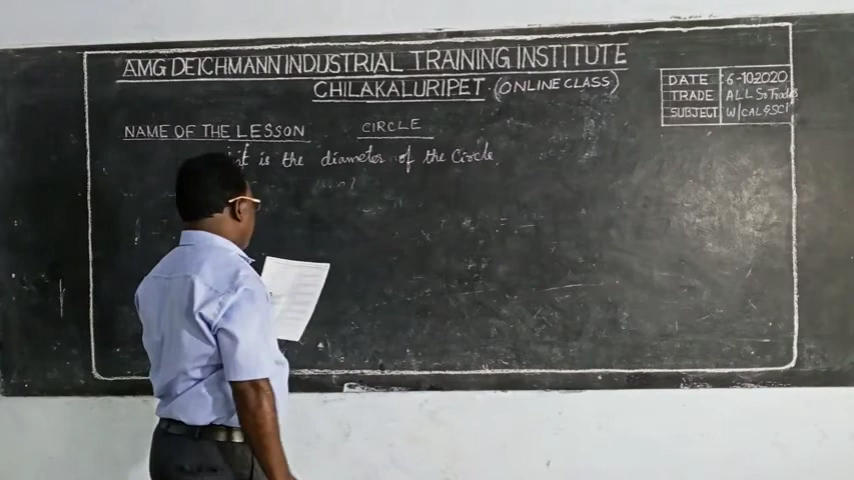 AMG DEICHMANN INDUSTRIAL TRAINING INSTITUTE
CHILAKALURIPET (ONLINE CLASS)
DATE : 6-10-2020
TRADE ALL S
SUBJECT W/CAL & SCI
NAME OF THE LESSON CIRCLE
is the diameter of the Circle.